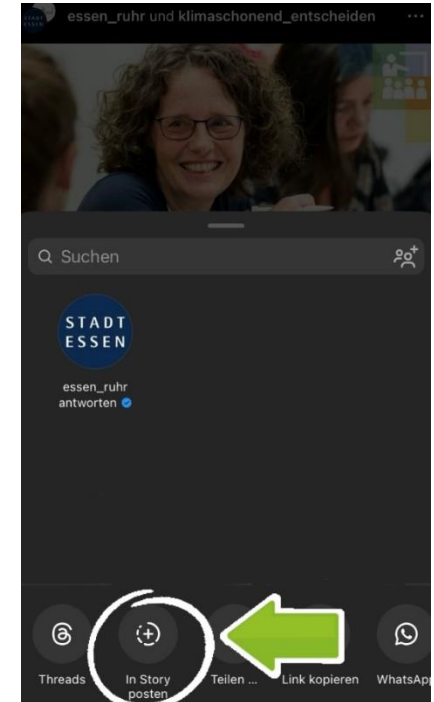 essen_ruhr und klimaschonend_entscheiden
Suchen
STADT
ESSEN
essen_ruhr
antworten
Threads
In Story
posten
Teilen ...
Link kopieren
WhatsApp